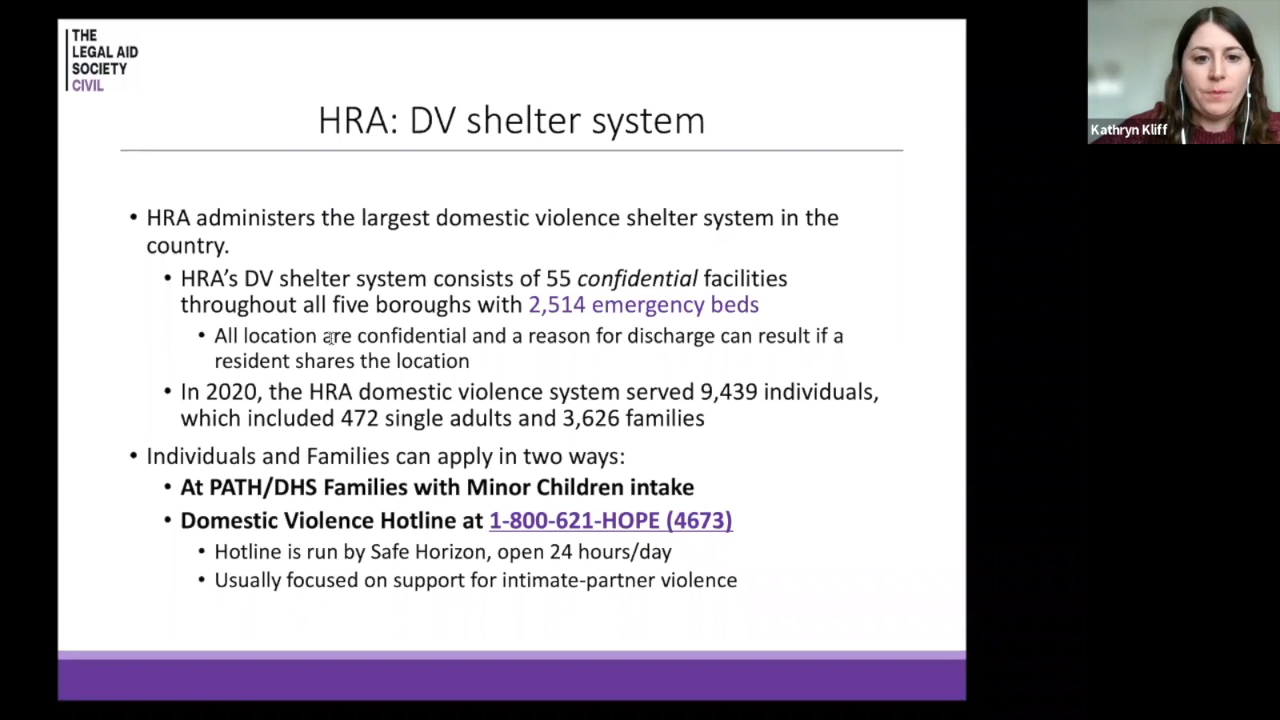 THE
LEGAL AID
SOCIETY
CIVIL
Kathryn Kliff
HRA: DV shelter system
• HRA administers the largest domestic violence shelter system in the
country.
• HRA’s DV shelter system consists of 55 confidential facilities
throughout all five boroughs with 2,514 emergency beds
• All location are confidential and a reason for discharge can result if a
resident shares the location
• In 2020, the HRA domestic violence system served 9,439 individuals,
which included 472 single adults and 3,626 families
• Individuals and Families can apply in two ways:
• At PATH/DHS Families with Minor Children intake
• Domestic Violence Hotline at 1-800-621-HOPE (4673)
• Hotline is run by Safe Horizon, open 24 hours/day
• Usually focused on support for intimate-partner violence